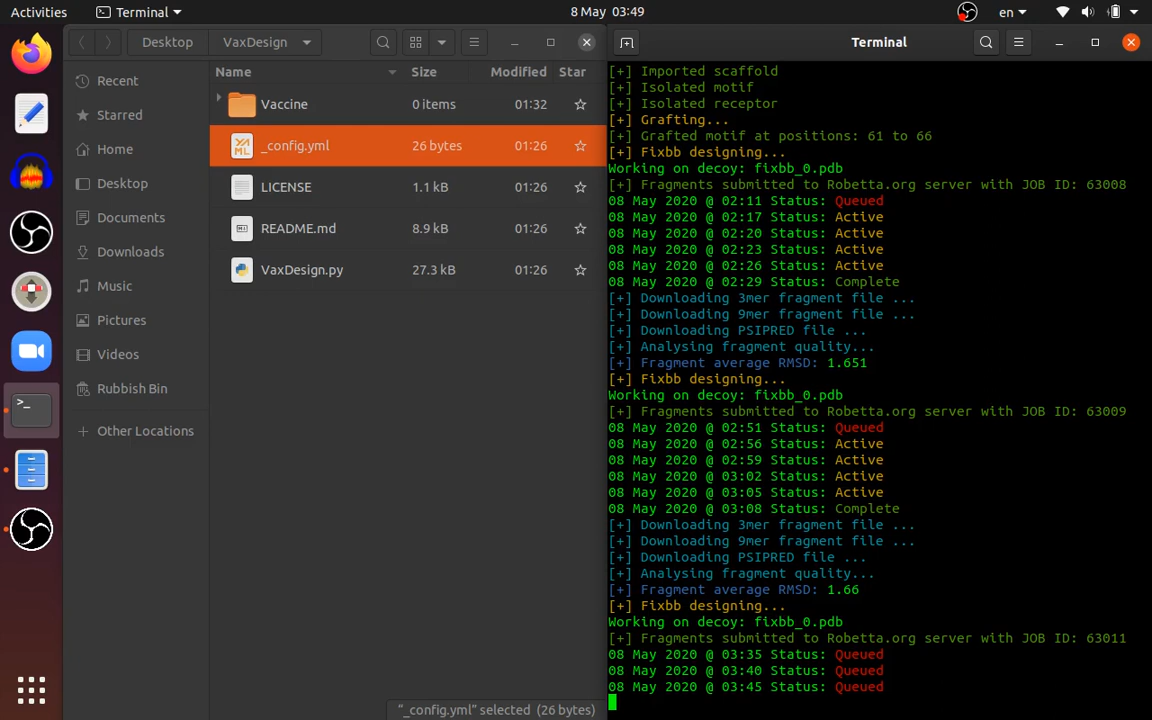 Activities
Terminal
8 May 03:49
en
Desktop
VaxDesign
Recent
Starred
Home
Desktop
Documents
Downloads
Music
Pictures
Videos
Rubbish Bin
Other Locations
Name Size Modified Star
Vaccine 0 items 01:32
_config.yml 26 bytes 01:26
LICENSE 1.1 kB 01:26
README.md 8.9 kB 01:26
VaxDesign.py 27.3 kB 01:26
"_config.yml" selected (26 bytes)
Terminal
[+] Imported scaffold
[+] Isolated motif
[+] Isolated receptor
[+] Grafting...
[+] Grafted motif at positions: 61 to 66
[+] Fixbb designing...
Working on decoy: fixbb_0.pdb
[+] Fragments submitted to Robetta.org server with JOB ID: 63008
08 May 2020 @ 02:11 Status: Queued
08 May 2020 @ 02:17 Status: Active
08 May 2020 @ 02:20 Status: Active
08 May 2020 @ 02:23 Status: Active
08 May 2020 @ 02:26 Status: Active
08 May 2020 @ 02:29 Status: Complete
[+] Downloading 3mer fragment file ...
[+] Downloading 9mer fragment file ...
[+] Downloading PSIPRED file ...
[+] Analysing fragment quality...
[+] Fragment average RMSD: 1.651
[+] Fixbb designing...
Working on decoy: fixbb_0.pdb
[+] Fragments submitted to Robetta.org server with JOB ID: 63009
08 May 2020 @ 02:51 Status: Queued
08 May 2020 @ 02:56 Status: Active
08 May 2020 @ 02:59 Status: Active
08 May 2020 @ 03:02 Status: Active
08 May 2020 @ 03:05 Status: Active
08 May 2020 @ 03:08 Status: Complete
[+] Downloading 3mer fragment file ...
[+] Downloading 9mer fragment file ...
[+] Downloading PSIPRED file ...
[+] Analysing fragment quality...
[+] Fragment average RMSD: 1.66
[+] Fixbb designing...
Working on decoy: fixbb_0.pdb
[+] Fragments submitted to Robetta.org server with JOB ID: 63011
08 May 2020 @ 03:35 Status: Queued
08 May 2020 @ 03:40 Status: Queued
08 May 2020 @ 03:45 Status: Queued